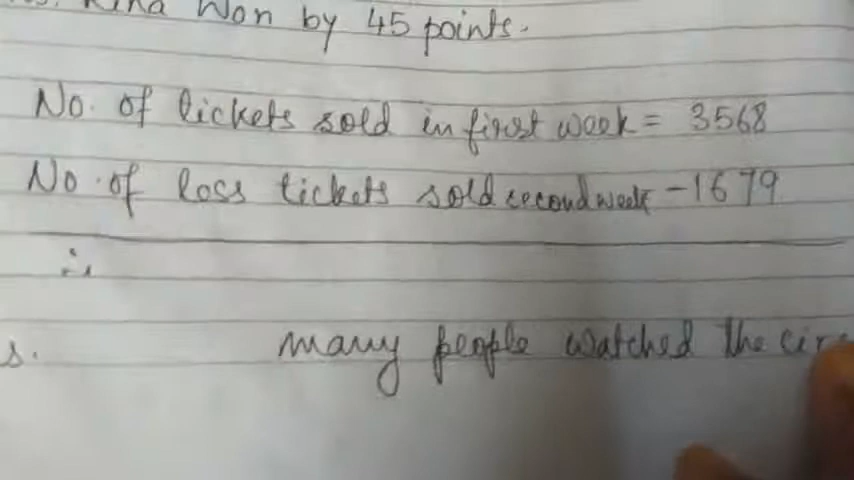 Won by 45 points.
No. of tickets sold in first week = 3568
No. of less tickets sold second week - 1679
∴
s. many people watched the